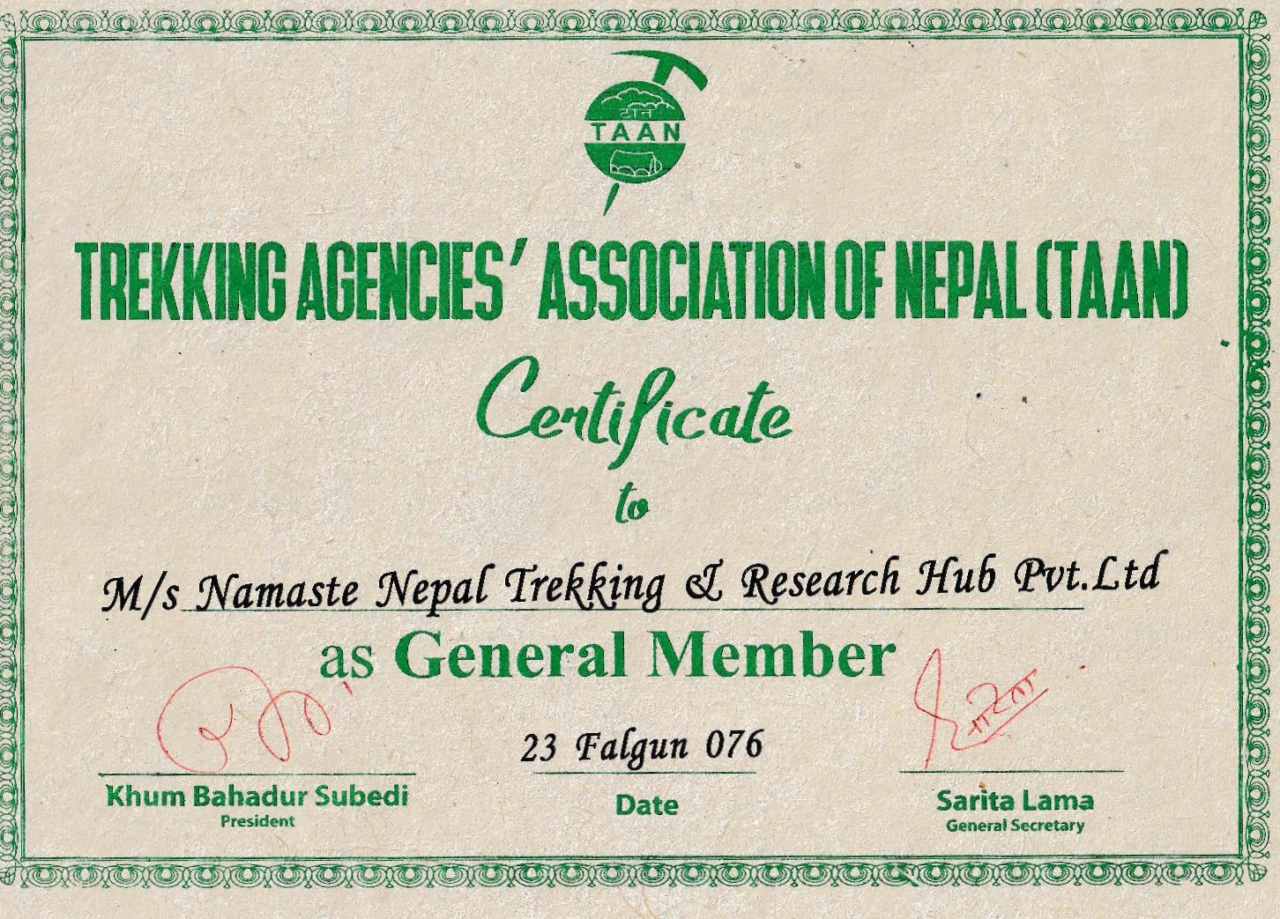 टान
TAAN
TREKKING AGENCIES' ASSOCIATION OF NEPAL (TAAN)
Certificate
to
M/s Namaste Nepal Trekking & Research Hub Pvt.Ltd
as General Member
23 Falgun 076
Khum Bahadur Subedi
President
Date
Sarita Lama
General Secretary